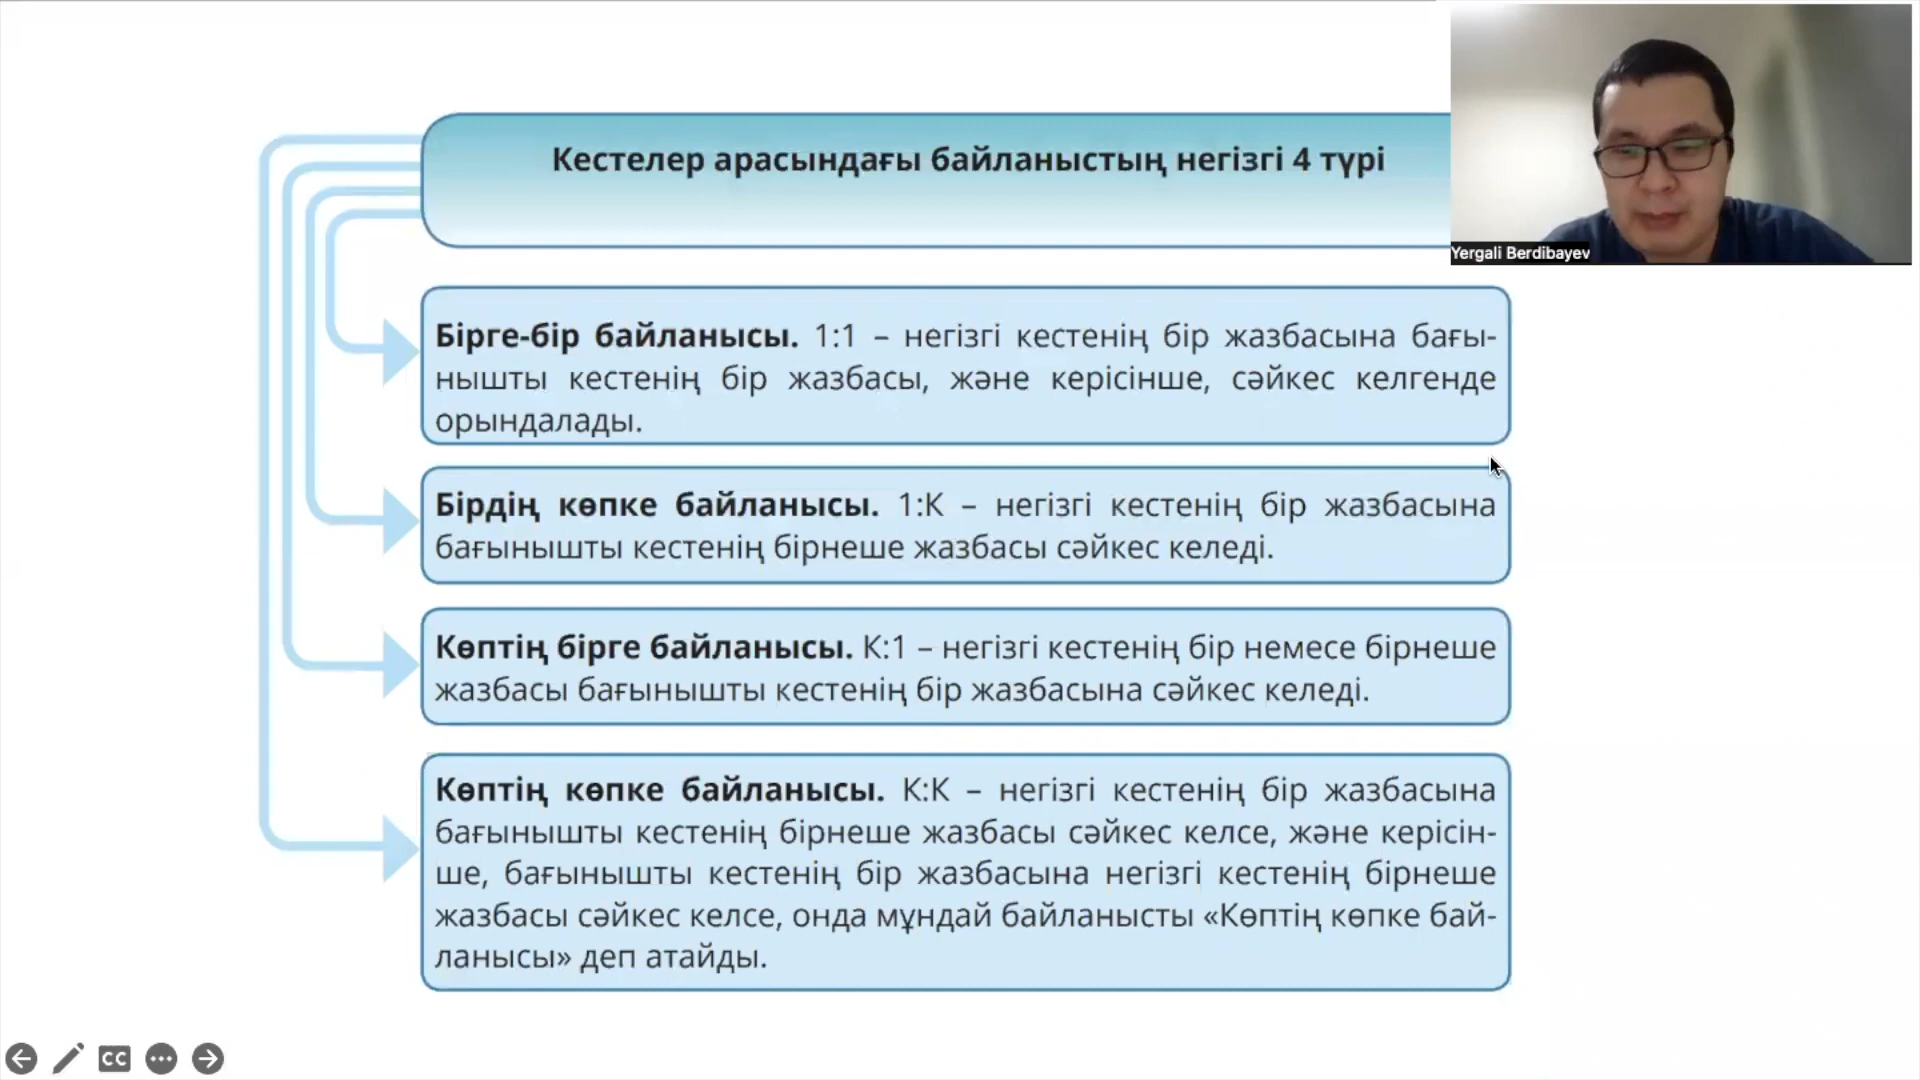 Кестелер арасындағы байланыстың негізгі 4 түрі
Yergali Berdibayev
Бірге-бір байланысы. 1:1 – негізгі кестенің бір жазбасына бағы-
нышты кестенің бір жазбасы, және керісінше, сәйкес келгенде
орындалады.
Бірдің көпке байланысы. 1:К – негізгі кестенің бір жазбасына
бағынышты кестенің бірнеше жазбасы сәйкес келеді.
Көптің бірге байланысы. К:1 – негізгі кестенің бір немесе бірнеше
жазбасы бағынышты кестенің бір жазбасына сәйкес келеді.
Көптің көпке байланысы. К:К – негізгі кестенің бір жазбасына
бағынышты кестенің бірнеше жазбасы сәйкес келсе, және керісін-
ше, бағынышты кестенің бір жазбасына негізгі кестенің бірнеше
жазбасы сәйкес келсе, онда мұндай байланысты «Көптің көпке бай-
ланысы» деп атайды.
CC